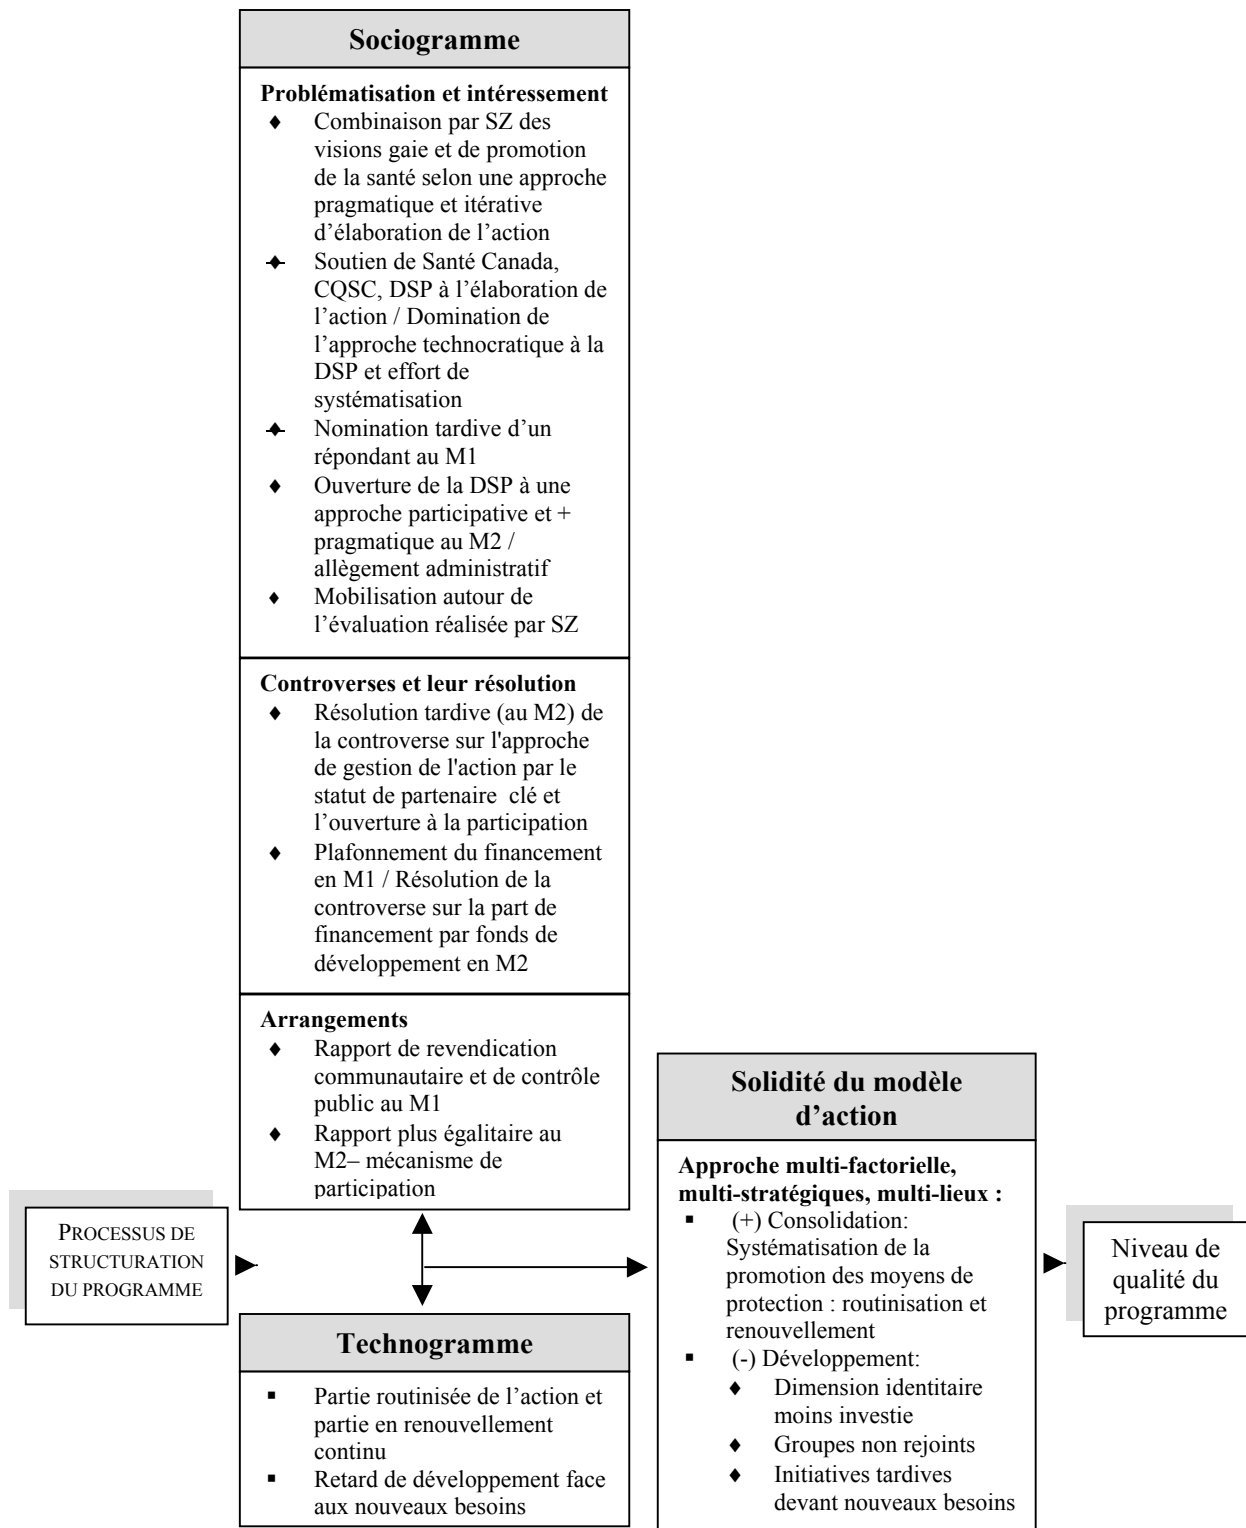 Sociogramme
Problématisation et intéressement
♦ Combinaison par SZ des
visions gaie et de promotion
de la santé selon une approche
pragmatique et itérative
d’élaboration de l’action
♦ Soutien de Santé Canada,
CQSC, DSP à l’élaboration de
l’action / Domination de
l’approche technocratique à la
DSP et effort de
systématisation
♦ Nomination tardive d’un
répondant au M1
♦ Ouverture de la DSP à une
approche participative et +
pragmatique au M2 /
allègement administratif
♦ Mobilisation autour de
l’évaluation réalisée par SZ
Controverses et leur résolution
♦ Résolution tardive (au M2) de
la controverse sur l'approche
de gestion de l'action par le
statut de partenaire clé et
l’ouverture à la participation
♦ Plafonnement du financement
en M1 / Résolution de la
controverse sur la part de
financement par fonds de
développement en M2
Arrangements
♦ Rapport de revendication
communautaire et de contrôle
public au M1
♦ Rapport plus égalitaire au
M2– mécanisme de
participation
PROCESSUS DE
STRUCTURATION
DU PROGRAMME
Technogramme
▪ Partie routinisée de l’action et
partie en renouvellement
continu
▪ Retard de développement face
aux nouveaux besoins
Solidité du modèle
d’action
Approche multi-factorielle,
multi-stratégiques, multi-lieux :
▪ (+) Consolidation:
Systématisation de la
promotion des moyens de
protection : routinisation et
renouvellement
▪ (-) Développement:
♦ Dimension identitaire
moins investie
♦ Groupes non rejoints
♦ Initiatives tardives
devant nouveaux besoins
Niveau de
qualité du
programme